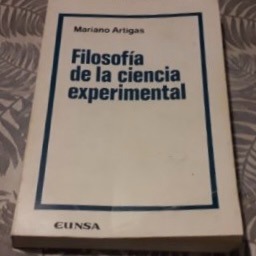 Mariano Artigas
Filosofía
de la ciencia
experimental
EUNSA